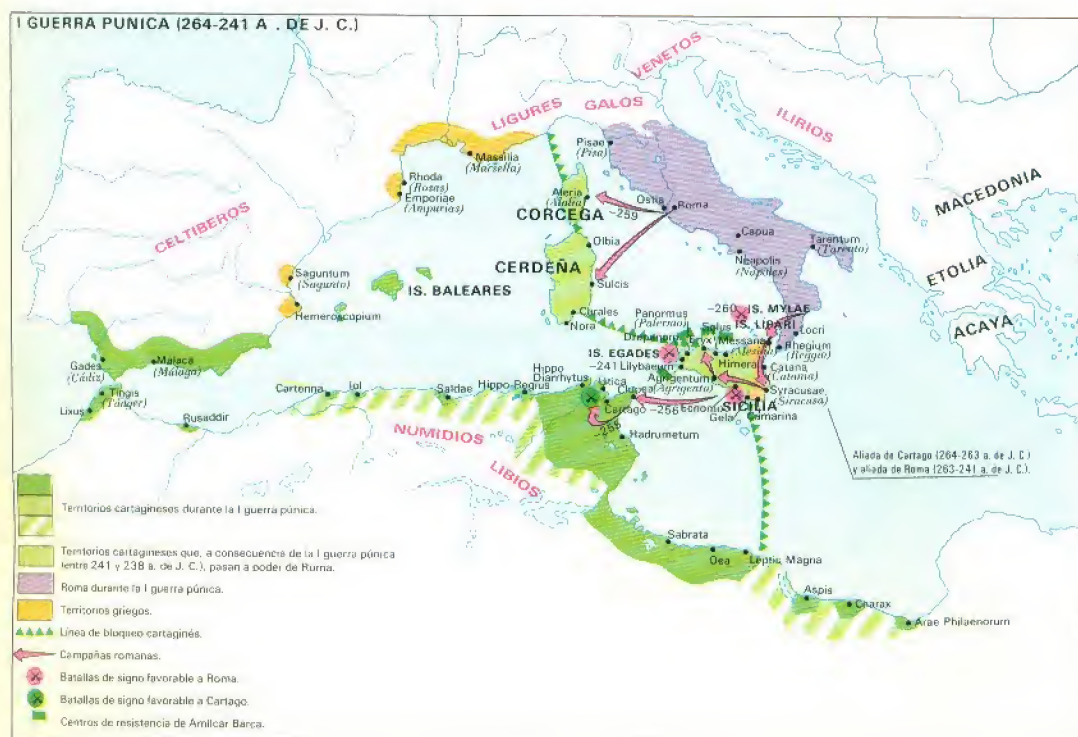 I GUERRA PUNICA (264-241 A . DE J. C.)
VENETOS
LIGURES
GALOS
ILIRIOS
MACEDONIA
ETOLIA
ACAYA
CELTIBEROS
Massilia
(Marsella)
Rhoda
(Rosas)
Emporiae
(Ampurias)
Pisae
(Pisa)
Aleria
(Alalia)
CORCEGA
-259
Ostia
Roma
Capua
Neapolis
(Nápoles)
Tarentum
(Tarento)
Olbia
CERDEÑA
Sulcis
Saguntum
(Sagunto)
Hemeroscopium
IS. BALEARES
Curales
Nora
Panormus
(Palermo)
-260
IS. MYLAE
IS. LIPARI
Solus
Drepanum
Eryx
Messana
(Mesina)
Locri
Rhegium
(Reggio)
IS. EGADES
-241
Lilybaeum
Himera
Catana
(Catania)
Agrigentum
(Agrigento)
Syracusae
(Siracusa)
SICILIA
Gela
Camarina
Economo
-256
Gades
(Cádiz)
Malaca
(Málaga)
Tingis
(Tánger)
Lixus
Rusaddir
Cartenna
Iol
Saldae
Hippo Regius
Hippo
Diarrhytus
Utica
Clupea
Cartago
-255
Hadrumetum
NUMIDIOS
LIBIOS
Sabrata
Oea
Leptis Magna
Aspis
Charax
Arae Philaenorum
Aliada de Cartago (264-263 a. de J. C.)
y aliada de Roma (263-241 a. de J. C.).
Territorios cartagineses durante la I guerra púnica.
Territorios cartagineses que, a consecuencia de la I guerra púnica
(entre 241 y 238 a. de J. C.), pasan a poder de Roma.
Roma durante la I guerra púnica.
Territorios griegos.
Línea de bloqueo cartaginés.
Campañas romanas.
Batallas de signo favorable a Roma.
Batallas de signo favorable a Cartago.
Centros de resistencia de Amílcar Barca.